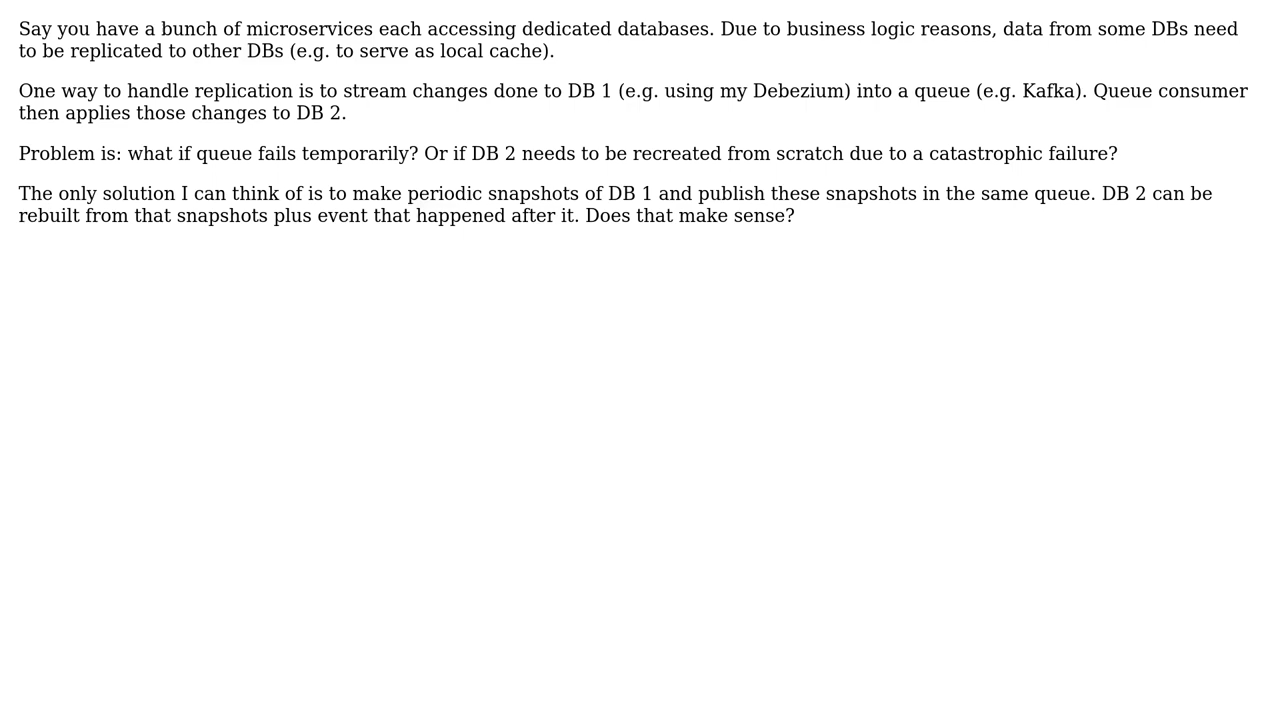 Say you have a bunch of microservices each accessing dedicated databases. Due to business logic reasons, data from some DBs need
to be replicated to other DBs (e.g. to serve as local cache).
One way to handle replication is to stream changes done to DB 1 (e.g. using my Debezium) into a queue (e.g. Kafka). Queue consumer
then applies those changes to DB 2.
Problem is: what if queue fails temporarily? Or if DB 2 needs to be recreated from scratch due to a catastrophic failure?
The only solution I can think of is to make periodic snapshots of DB 1 and publish these snapshots in the same queue. DB 2 can be
rebuilt from that snapshots plus event that happened after it. Does that make sense?